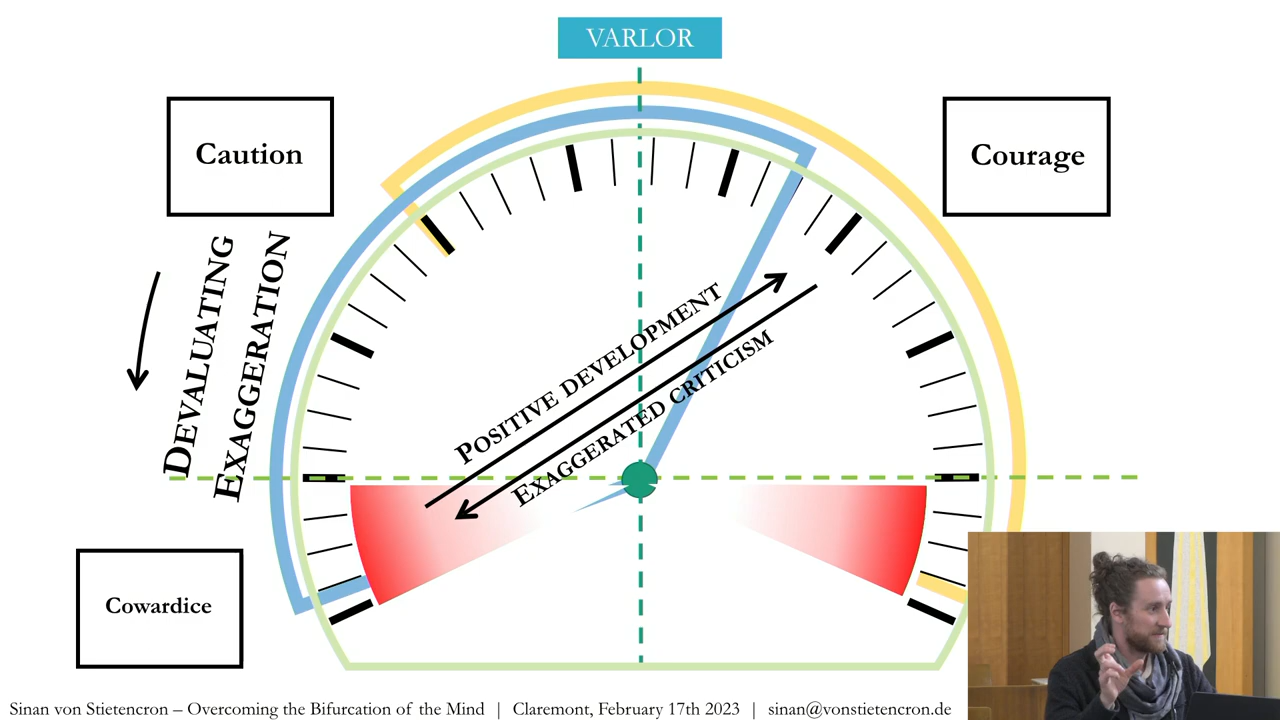 VARLOR
Caution
Courage
DEVALUATING
EXAGGERATION
POSITIVE DEVELOPMENT
EXAGGERATED CRITICISM
Cowardice
Sinan von Stietencron – Overcoming the Bifurcation of the Mind | Claremont, February 17th 2023 | sinan@vonstietencron.de